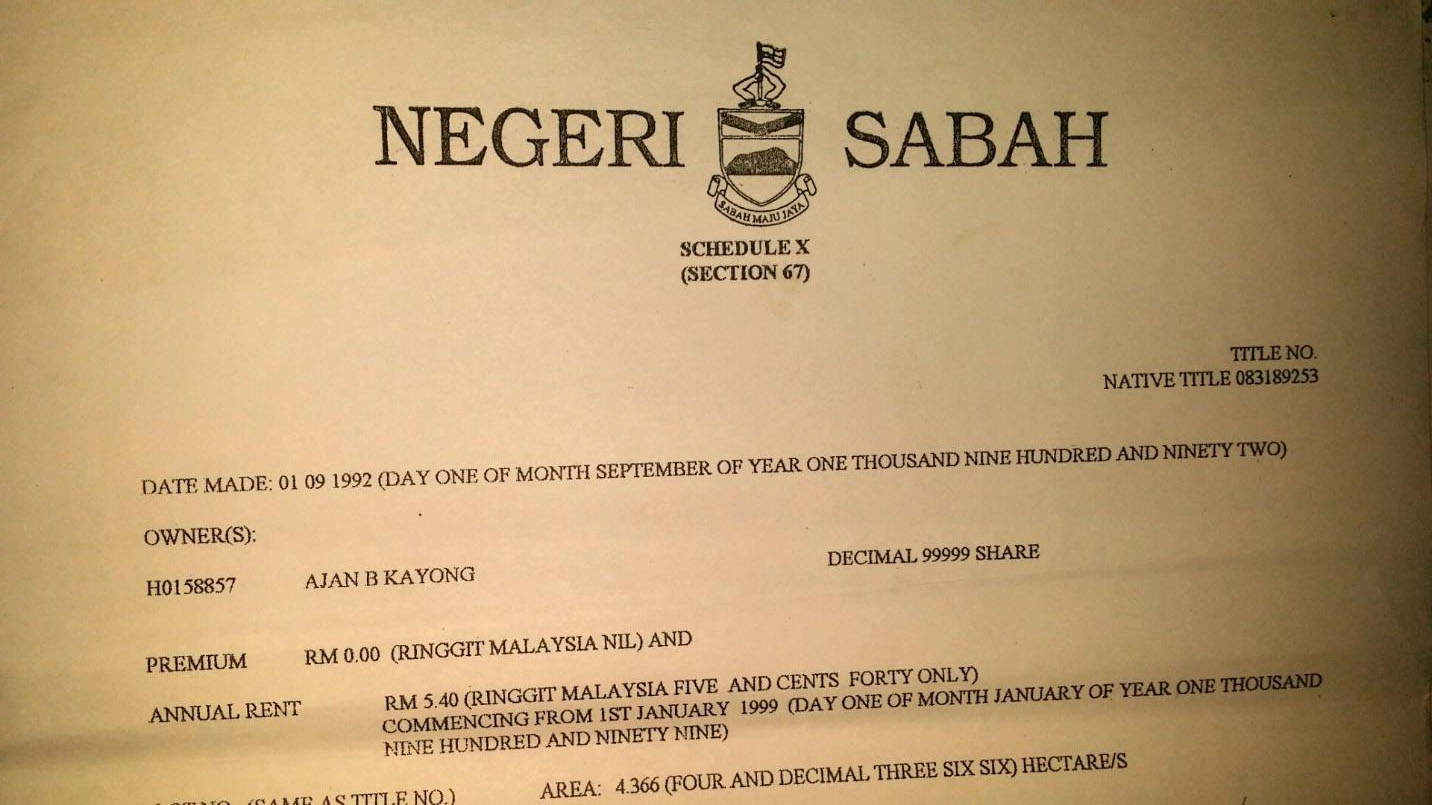 NEGERI SABAH
SABAH MAJU JAYA
SCHEDULE X
(SECTION 67)
TITLE NO.
NATIVE TITLE 083189253
DATE MADE: 01 09 1992 (DAY ONE OF MONTH SEPTEMBER OF YEAR ONE THOUSAND NINE HUNDRED AND NINETY TWO)
OWNER(S):
H0158857 AJAN B KAYONG DECIMAL 99999 SHARE
PREMIUM RM 0.00 (RINGGIT MALAYSIA NIL) AND
ANNUAL RENT RM 5.40 (RINGGIT MALAYSIA FIVE AND CENTS FORTY ONLY)
COMMENCING FROM 1ST JANUARY 1999 (DAY ONE OF MONTH JANUARY OF YEAR ONE THOUSAND
NINE HUNDRED AND NINETY NINE)
(SAME AS TITLE NO.) AREA: 4.366 (FOUR AND DECIMAL THREE SIX SIX) HECTARE/S